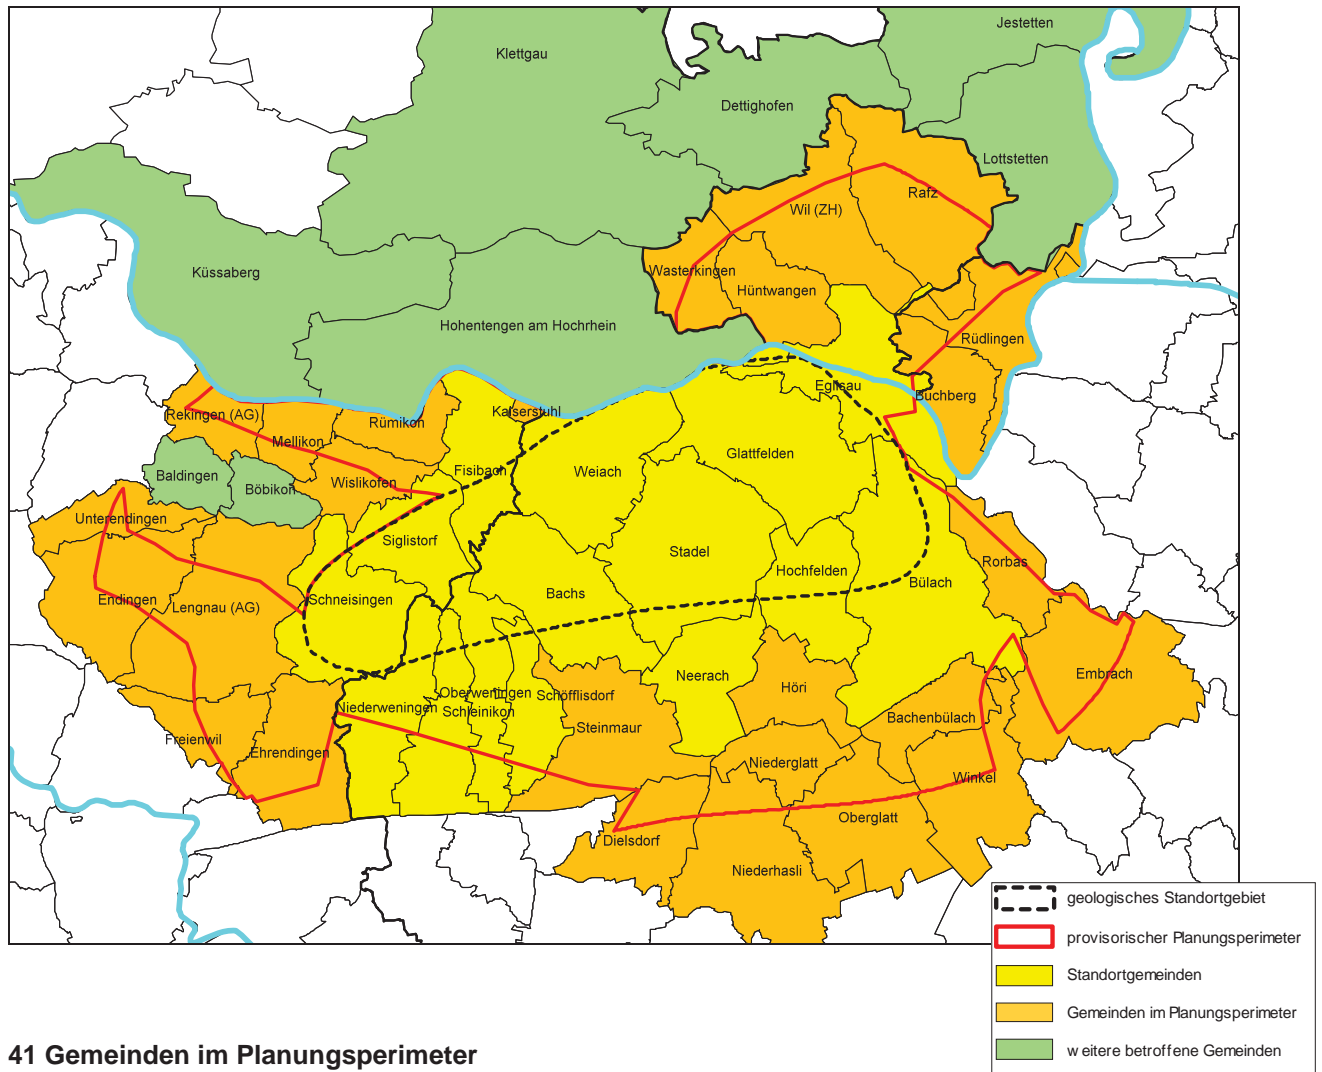 Jestetten
Klettgau
Dettighofen
Lottstetten
Rafz
Wil (ZH)
Küssaberg
Wasterkingen
Hüntwangen
Hohentengen am Hochrhein
Rüdlingen
Eglisau
Buchberg
Kaiserstuhl
Rekingen (AG)
Rümikon
Mellikon
Glattfelden
Fisibach
Weiach
Baldingen
Böbikon
Wislikofen
Unterendingen
Siglistorf
Stadel
Rorbas
Hochfelden
Bülach
Bachs
Endingen
Lengnau (AG)
Schneisingen
Neerach
Embrach
Höri
Oberweningen
Schöfflisdorf
Niederweningen
Schleinikon
Bachenbülach
Steinmaur
Freienwil
Ehrendingen
Niederglatt
Winkel
Oberglatt
Dielsdorf
Niederhasli
geologisches Standortgebiet
provisorischer Planungsperimeter
Standortgemeinden
Gemeinden im Planungsperimeter
weitere betroffene Gemeinden
41 Gemeinden im Planungsperimeter